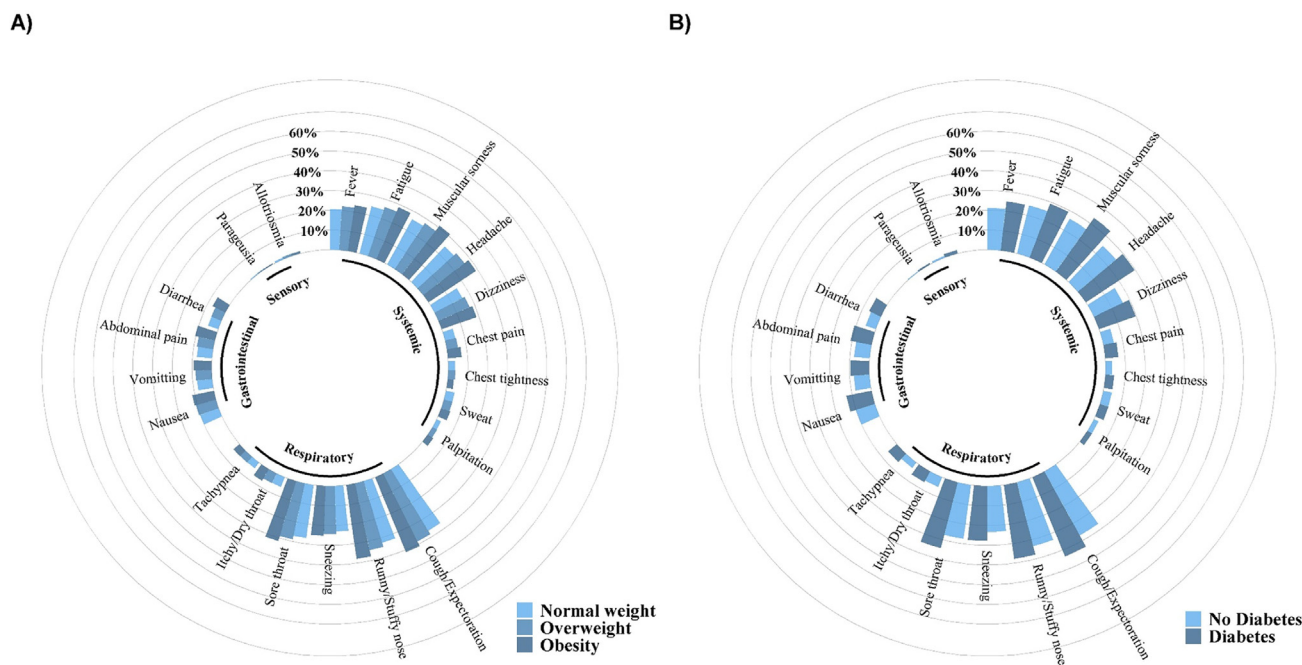 A)
60%
50%
40%
30%
20%
10%
Fever
Fatigue
Muscular sorness
Headache
Dizziness
Chest pain
Chest tightness
Sweat
Palpitation
Systemic
Cough/Expectoration
Runny/Stuffy nose
Sneezing
Sore throat
Itchy/Dry throat
Tachypnea
Respiratory
Nausea
Vomitting
Abdominal pain
Diarrhea
Gastrointestinal
Parageusia
Allotriosmia
Sensory
Normal weight
Overweight
Obesity
B)
60%
50%
40%
30%
20%
10%
Fever
Fatigue
Muscular sorness
Headache
Dizziness
Chest pain
Chest tightness
Sweat
Palpitation
Systemic
Cough/Expectoration
Runny/Stuffy nose
Sneezing
Sore throat
Itchy/Dry throat
Tachypnea
Respiratory
Nausea
Vomitting
Abdominal pain
Diarrhea
Gastrointestinal
Parageusia
Allotriosmia
Sensory
No Diabetes
Diabetes